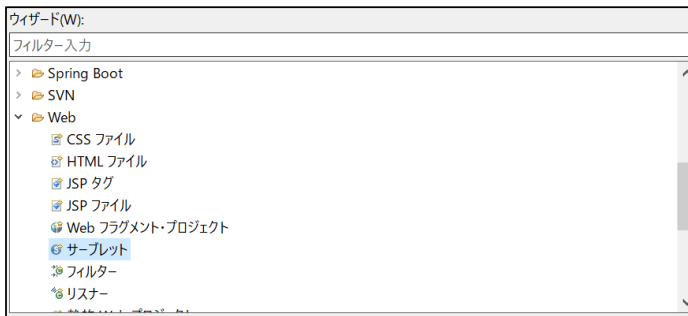 ウィザード(W):
フィルター入力
Spring Boot
SVN
Web
CSS ファイル
HTML ファイル
JSP タグ
JSP ファイル
Web フラグメント・プロジェクト
サーブレット
フィルター
リスナー